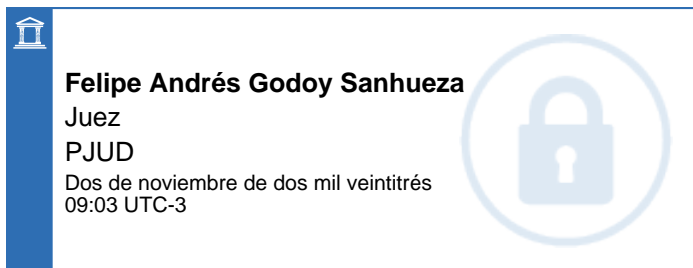 Felipe Andrés Godoy Sanhueza
Juez
PJUD
Dos de noviembre de dos mil veintitrés
09:03 UTC-3